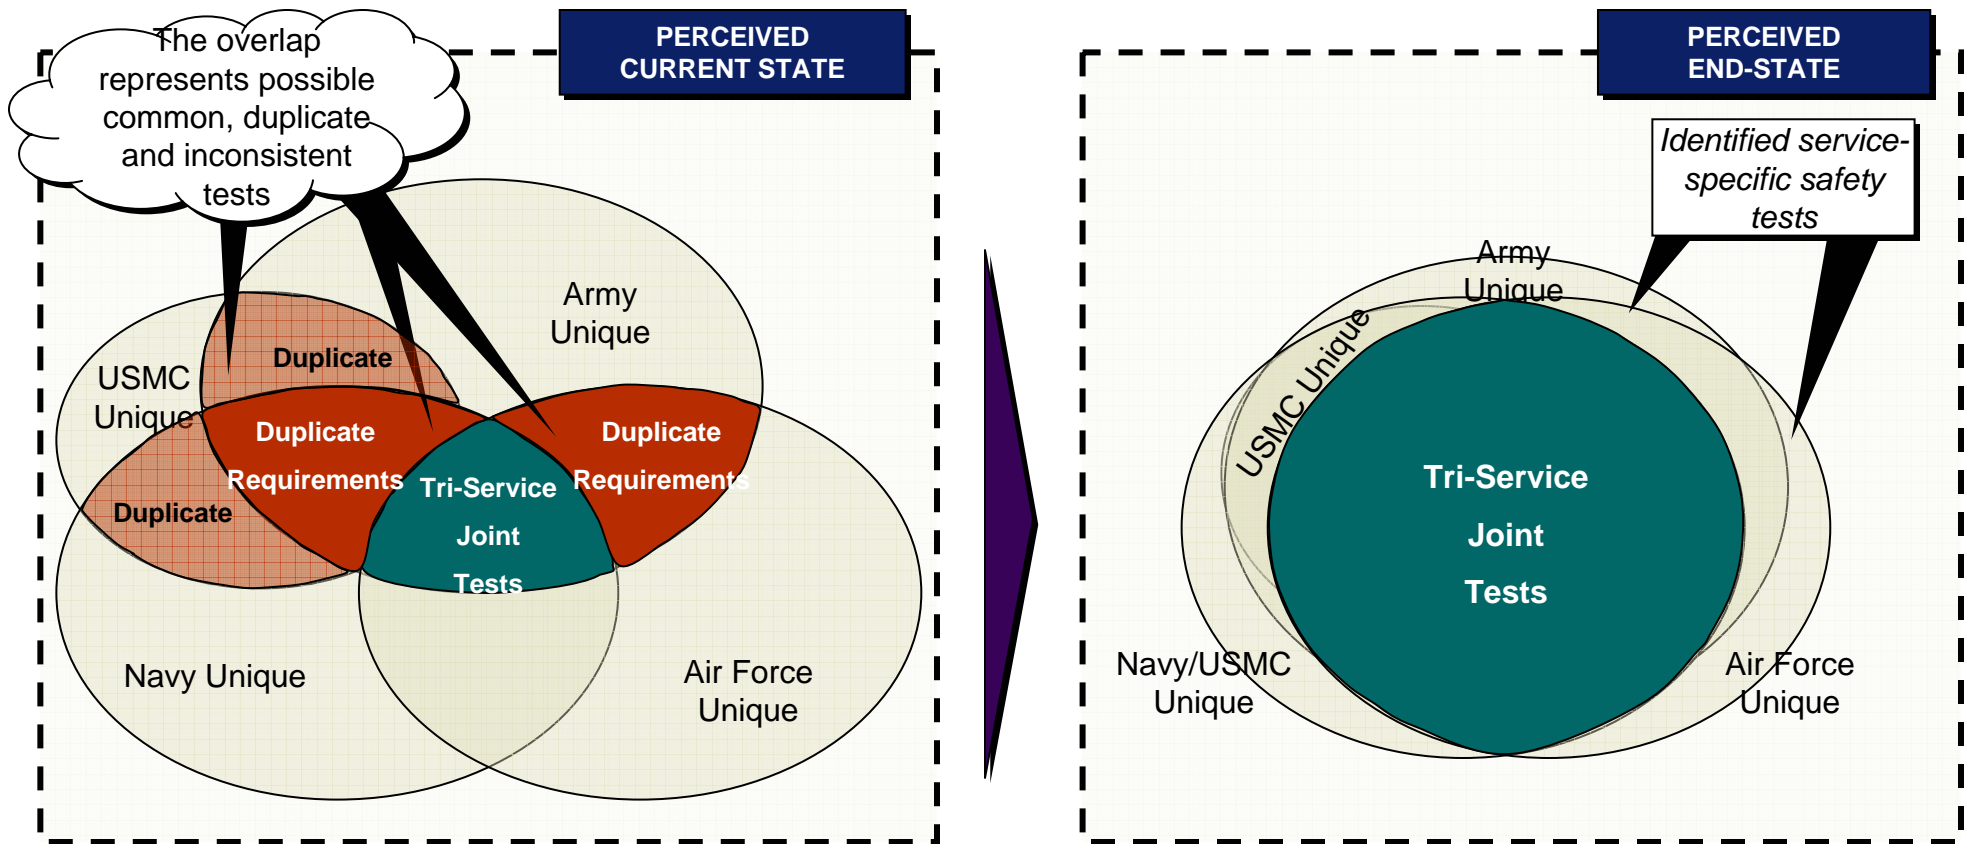 The overlap
represents possible
common, duplicate
and inconsistent
tests
PERCEIVED
CURRENT STATE
Army
Unique
USMC
Unique
Duplicate
Duplicate
Requirements
Duplicate
Requirements
Duplicate
Tri-Service
Joint
Tests
Navy Unique
Air Force
Unique
PERCEIVED
END-STATE
Identified service-
specific safety
tests
Army
Unique
USMC Unique
Tri-Service
Joint
Tests
Navy/USMC
Unique
Air Force
Unique